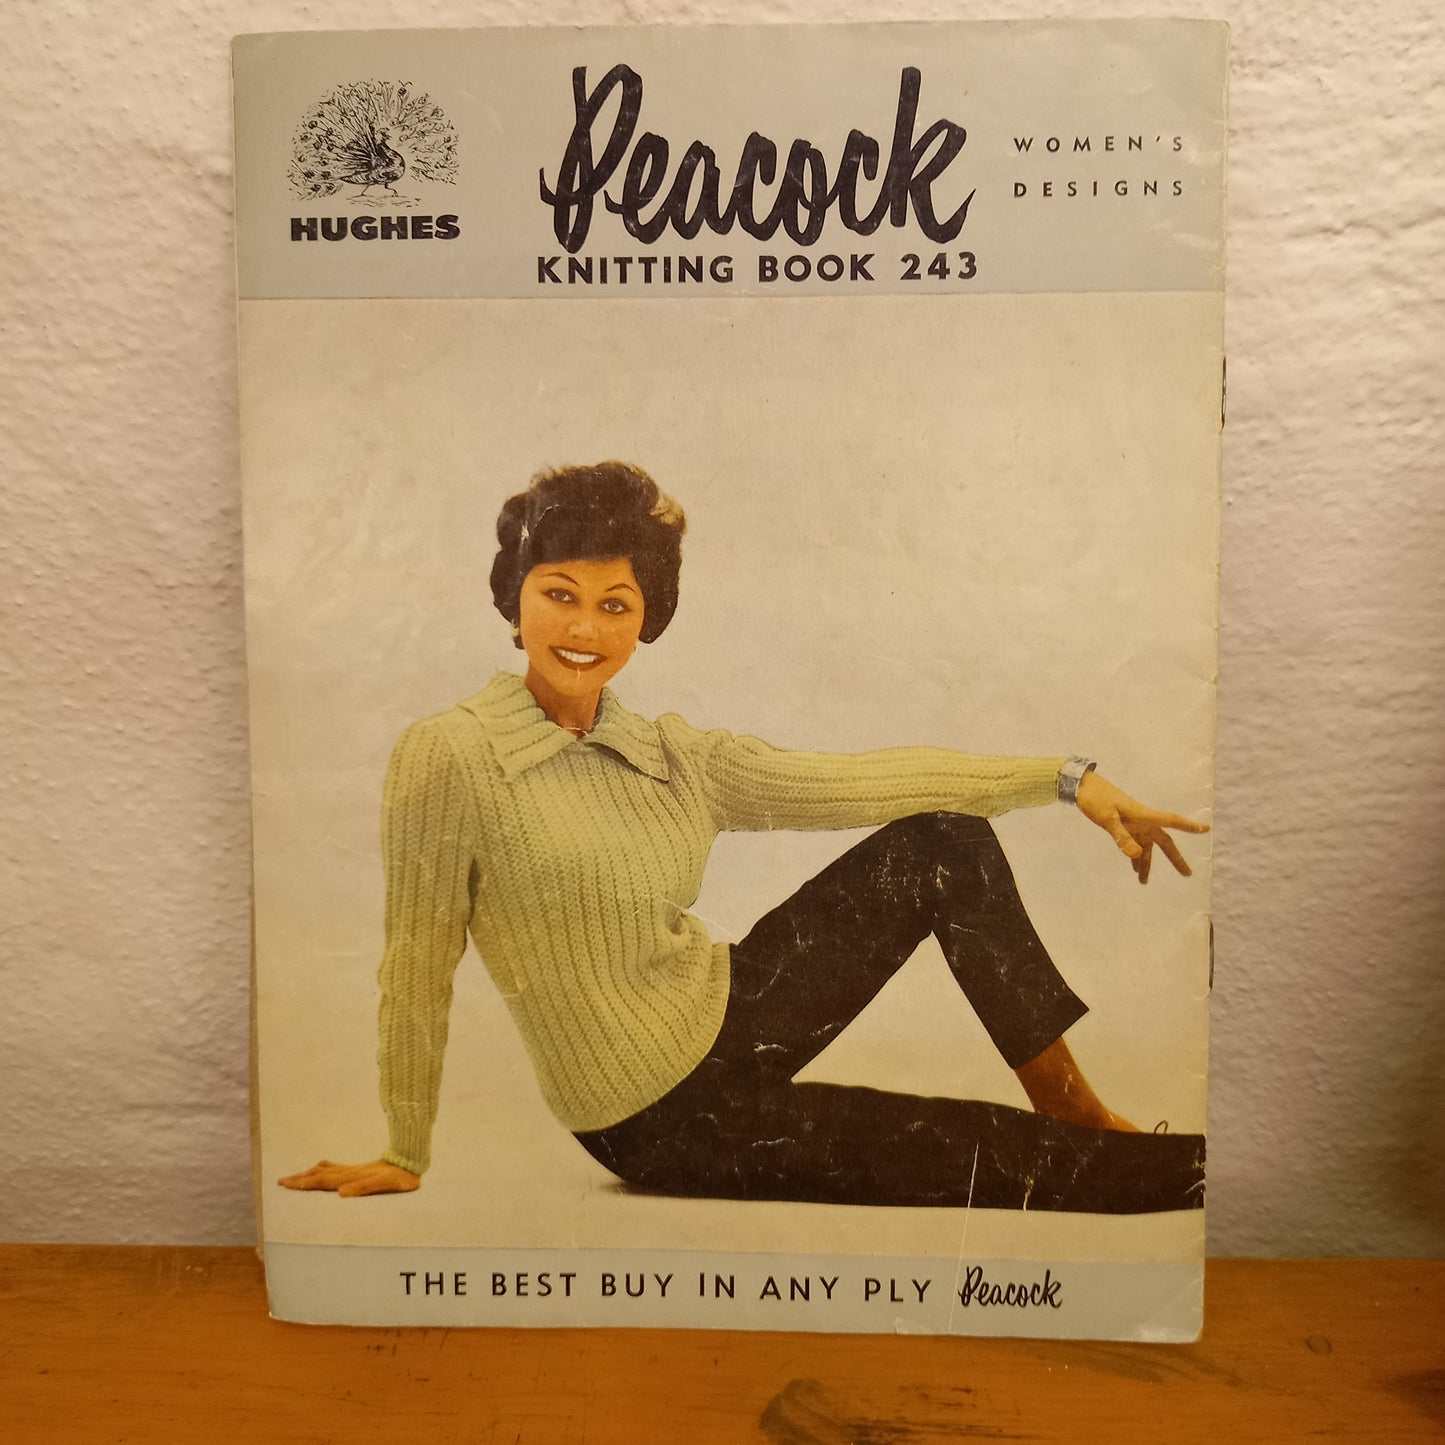 HUGHES
Peacock
KNITTING BOOK 243
WOMEN'S
DESIGNS
THE BEST BUY IN ANY PLY Peacock